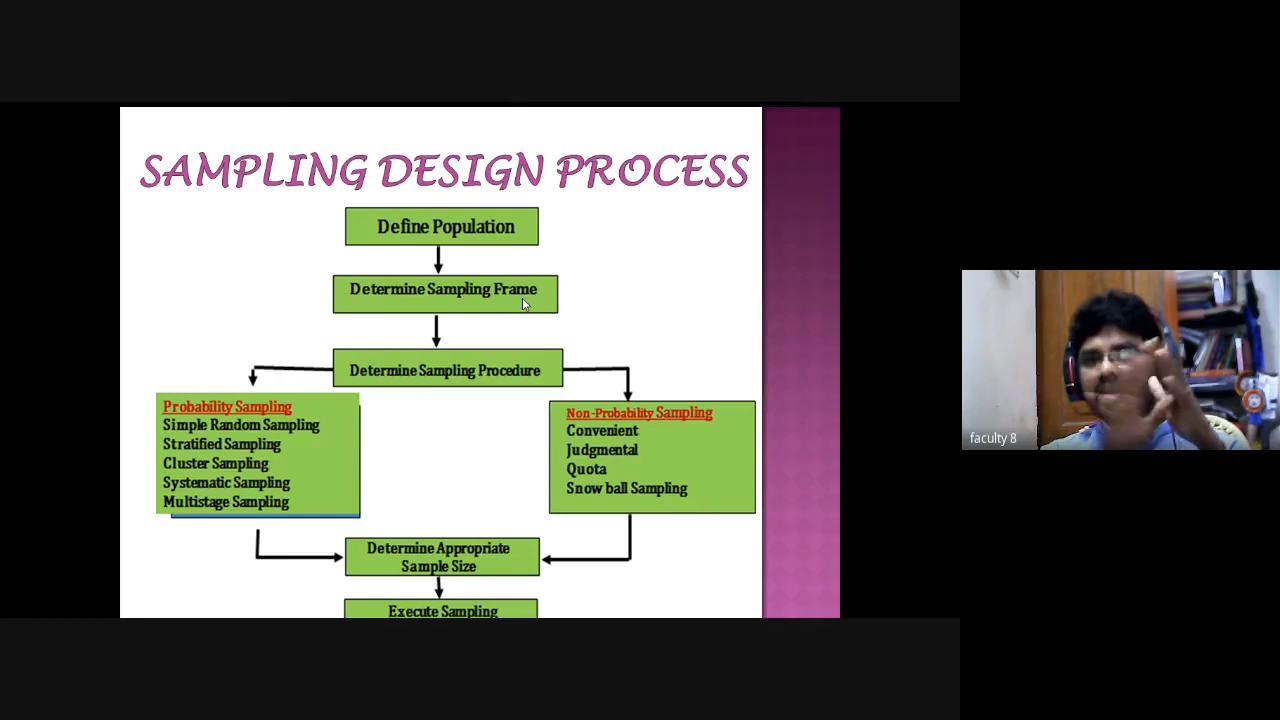 SAMPLING DESIGN PROCESS
Define Population
Determine Sampling Frame
Determine Sampling Procedure
Probability Sampling
Simple Random Sampling
Stratified Sampling
Cluster Sampling
Systematic Sampling
Multistage Sampling
Non-Probability Sampling
Convenient
Judgmental
Quota
Snow ball Sampling
Determine Appropriate
Sample Size
Execute Sampling
faculty 8